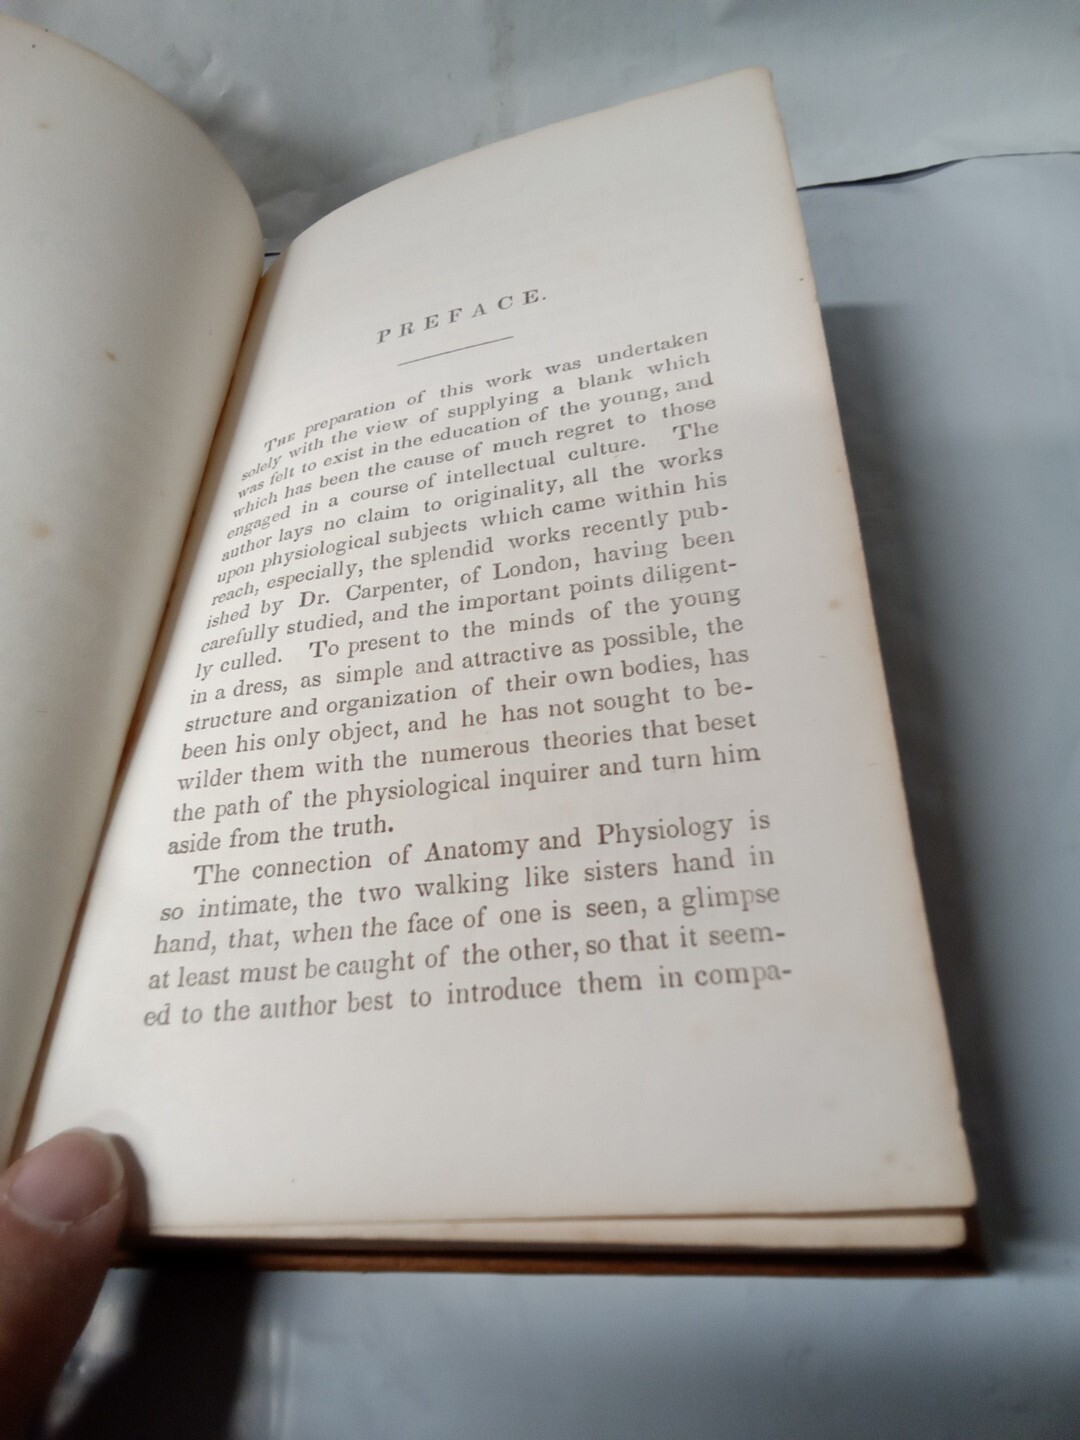 PREFACE.
THE preparation of this work was undertaken
solely with the view of supplying a blank which
was felt to exist in the education of the young, and
which has been the cause of much regret to those
engaged in a course of intellectual culture. The
author lays no claim to originality, all the works
upon physiological subjects which came within his
reach, especially, the splendid works recently pub-
ished by Dr. Carpenter, of London, having been
carefully studied, and the important points diligent-
ly culled. To present to the minds of the young
in a dress, as simple and attractive as possible, the
structure and organization of their own bodies, has
been his only object, and he has not sought to be-
wilder them with the numerous theories that beset
the path of the physiological inquirer and turn him
aside from the truth.
The connection of Anatomy and Physiology is
so intimate, the two walking like sisters hand in
hand, that, when the face of one is seen, a glimpse
at least must be caught of the other, so that it seem-
ed to the author best to introduce them in compa-